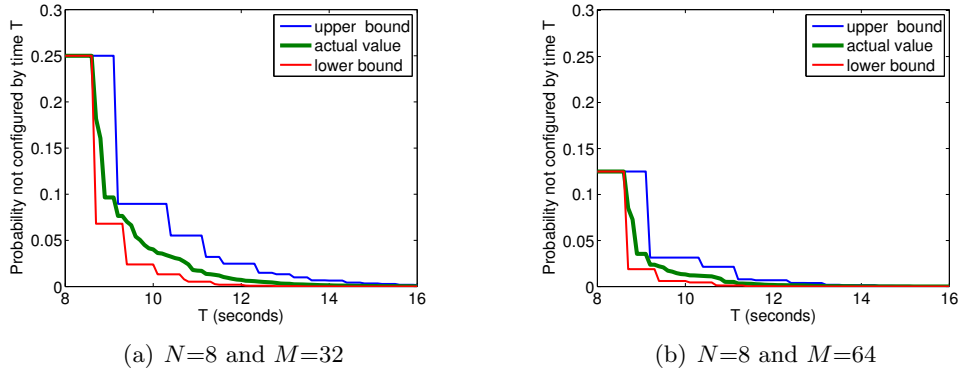 Probability not configured by time T
0.3
0.25
0.2
0.15
0.1
0.05
0
upper bound
actual value
lower bound
8 10 12 14 16
T (seconds)
(a) N=8 and M=32
Probability not configured by time T
0.3
0.25
0.2
0.15
0.1
0.05
0
upper bound
actual value
lower bound
8 10 12 14 16
T (seconds)
(b) N=8 and M=64